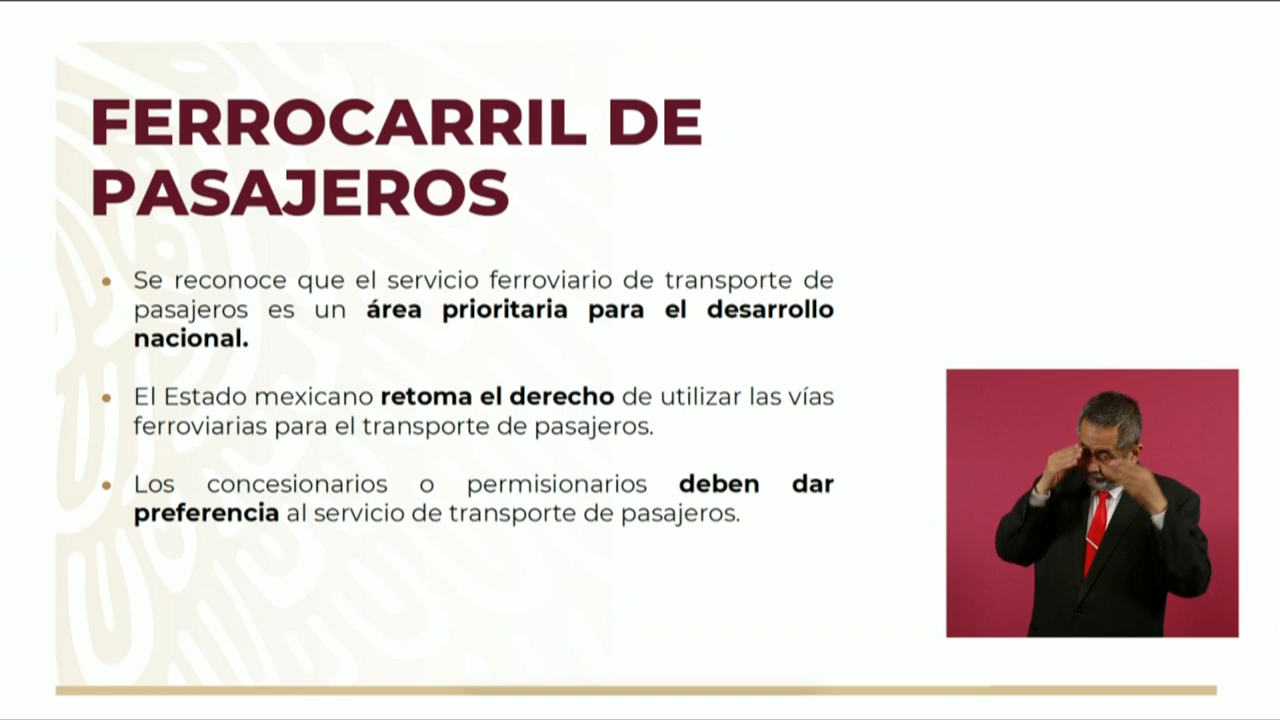 FERROCARRIL DE
PASAJEROS
• Se reconoce que el servicio ferroviario de transporte de
pasajeros es un área prioritaria para el desarrollo
nacional.
• El Estado mexicano retoma el derecho de utilizar las vías
ferroviarias para el transporte de pasajeros.
• Los concesionarios o permisionarios deben dar
preferencia al servicio de transporte de pasajeros.